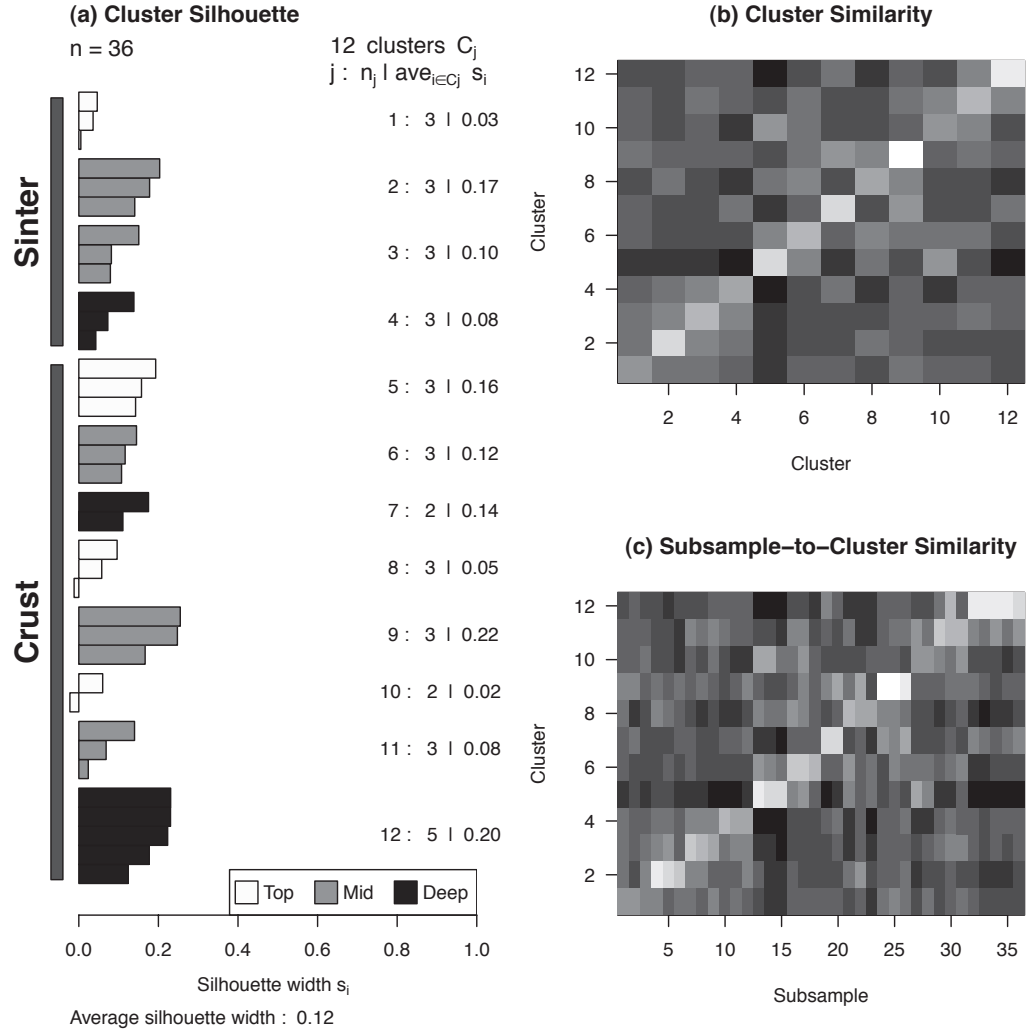 (a) Cluster Silhouette
n = 36
12 clusters Cj
j : nj | ave i∈Cj si
Sinter
1 : 3 | 0.03
2 : 3 | 0.17
3 : 3 | 0.10
4 : 3 | 0.08
Crust
5 : 3 | 0.16
6 : 3 | 0.12
7 : 2 | 0.14
8 : 3 | 0.05
9 : 3 | 0.22
10 : 2 | 0.02
11 : 3 | 0.08
12 : 5 | 0.20
Top Mid Deep
0.0 0.2 0.4 0.6 0.8 1.0
Silhouette width si
Average silhouette width : 0.12
(b) Cluster Similarity
Cluster
12
10
8
6
4
2
2 4 6 8 10 12
Cluster
(c) Subsample−to−Cluster Similarity
Cluster
12
10
8
6
4
2
5 10 15 20 25 30 35
Subsample